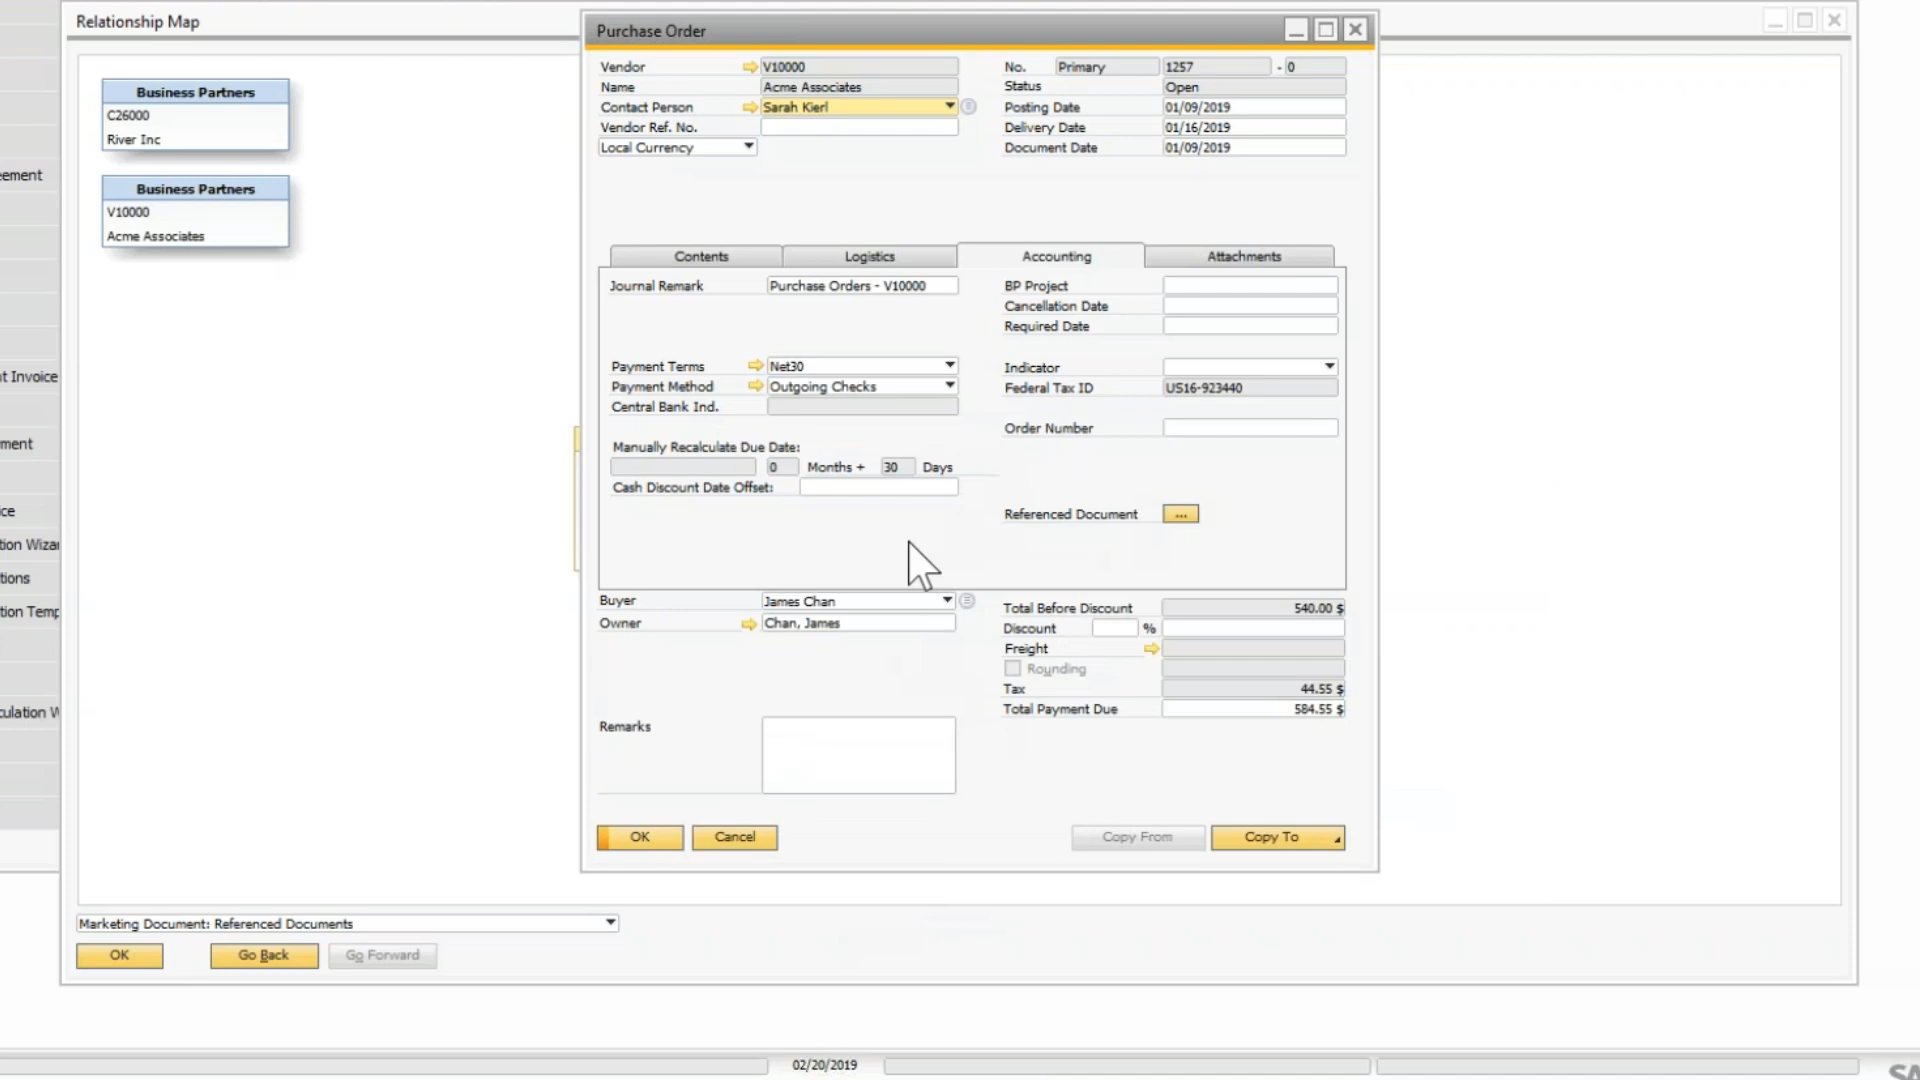 Relationship Map
Business Partners
C26000
River Inc
Business Partners
V10000
Acme Associates
eement
t Invoice
ment
ice
tion Wizar
tions
tion Temp
culation W
Purchase Order
Vendor V10000
Name Acme Associates
Contact Person Sarah Kierl
Vendor Ref. No.
Local Currency
No. Primary 1257 - 0
Status Open
Posting Date 01/09/2019
Delivery Date 01/16/2019
Document Date 01/09/2019
Contents Logistics Accounting Attachments
Journal Remark Purchase Orders - V10000
Payment Terms Net30
Payment Method Outgoing Checks
Central Bank Ind.
Manually Recalculate Due Date:
0 Months + 30 Days
Cash Discount Date Offset:
BP Project
Cancellation Date
Required Date
Indicator
Federal Tax ID US16-923440
Order Number
Referenced Document ...
Buyer James Chan
Owner Chan, James
Remarks
Total Before Discount 540.00 $
Discount %
Freight
Rounding
Tax 44.55 $
Total Payment Due 584.55 $
OK Cancel Copy From Copy To
Marketing Document: Referenced Documents
OK Go Back Go Forward
02/20/2019
SA